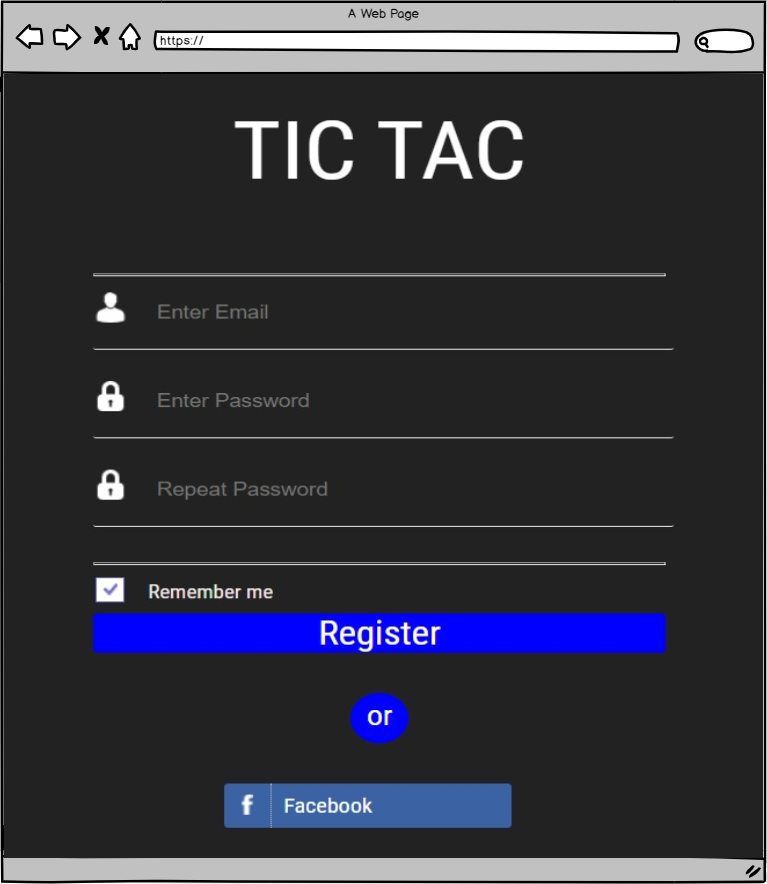 A Web Page
https://
TIC TAC
Enter Email
Enter Password
Repeat Password
Remember me
Register
or
f Facebook